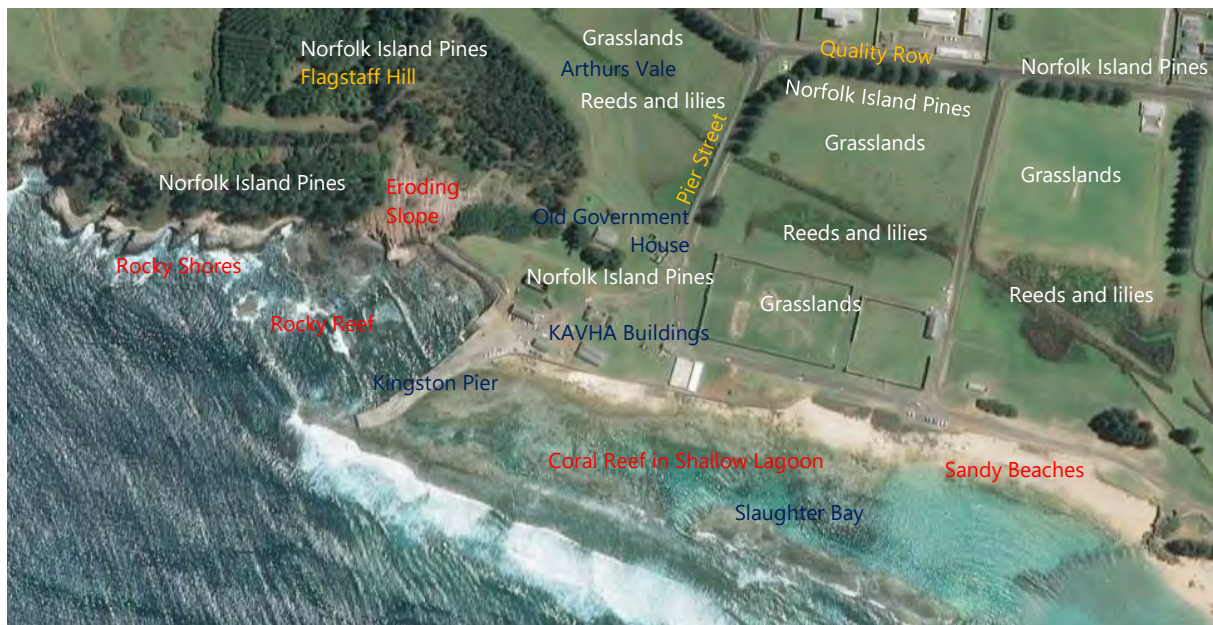 Grasslands
Norfolk Island Pines
Quality Row
Flagstaff Hill
Arthurs Vale
Norfolk Island Pines
Reeds and lilies
Norfolk Island Pines
Grasslands
Pier Street
Grasslands
Norfolk Island Pines
Eroding
Slope
Old Government
House
Reeds and lilies
Rocky Shores
Norfolk Island Pines
Reeds and lilies
Grasslands
Rocky Reef
KAVHA Buildings
Kingston Pier
Coral Reef in Shallow Lagoon
Sandy Beaches
Slaughter Bay